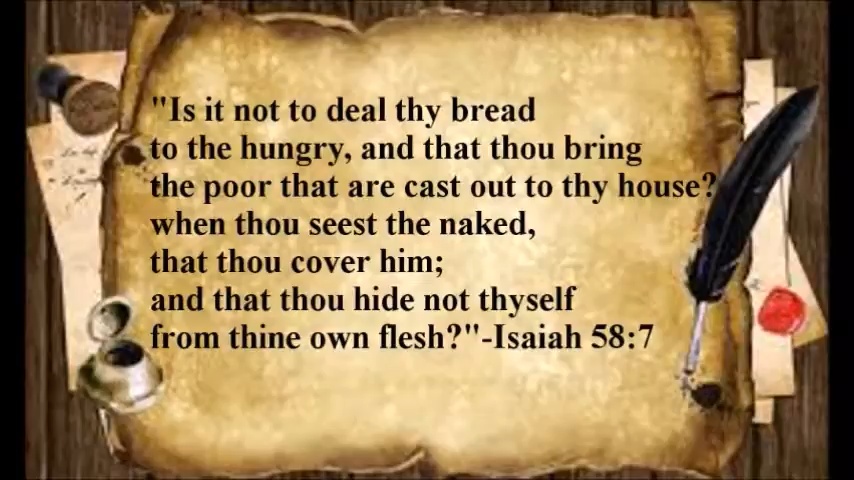 "Is it not to deal thy bread
to the hungry, and that thou bring
the poor that are cast out to thy house?
when thou seest the naked,
that thou cover him;
and that thou hide not thyself
from thine own flesh?"-Isaiah 58:7